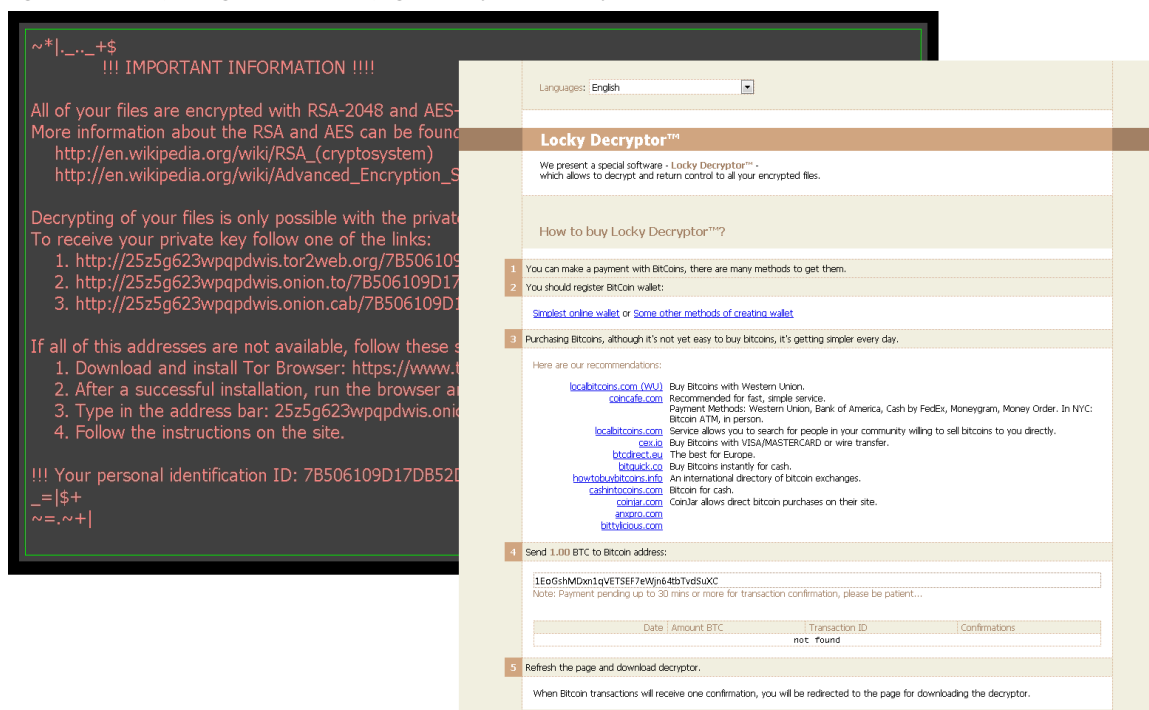 ~*|._.._+$
!!! IMPORTANT INFORMATION !!!!
All of your files are encrypted with RSA-2048 and AES-
More information about the RSA and AES can be found
http://en.wikipedia.org/wiki/RSA_(cryptosystem)
http://en.wikipedia.org/wiki/Advanced_Encryption_S
Decrypting of your files is only possible with the private
To receive your private key follow one of the links:
1. http://25z5g623wpqpdwis.tor2web.org/7B506109
2. http://25z5g623wpqpdwis.onion.to/7B506109D17
3. http://25z5g623wpqpdwis.onion.cab/7B506109D1
If all of this addresses are not available, follow these s
1. Download and install Tor Browser: https://www.t
2. After a successful installation, run the browser a
3. Type in the address bar: 25z5g623wpqpdwis.onio
4. Follow the instructions on the site.
!!! Your personal identification ID: 7B506109D17DB52D
_=|$+
~=.~+|
Languages: English
Locky Decryptor™
We present a special software - Locky Decryptor™ -
which allows to decrypt and return control to all your encrypted files.
How to buy Locky Decryptor™?
1 You can make a payment with BitCoins, there are many methods to get them.
2 You should register BitCoin wallet:
Simplest online wallet or Some other methods of creating wallet
3 Purchasing Bitcoins, although it's not yet easy to buy bitcoins, it's getting simpler every day.
Here are our recommendations:
localbitcoins.com (WU) Buy Bitcoins with Western Union.
coincafe.com Recommended for fast, simple service.
Payment Methods: Western Union, Bank of America, Cash by FedEx, Moneygram, Money Order. In NYC:
Bitcoin ATM, in person.
localbitcoins.com Service allows you to search for people in your community willing to sell bitcoins to you directly.
cex.io Buy Bitcoins with VISA/MASTERCARD or wire transfer.
btcdirect.eu The best for Europe.
bitquick.co Buy Bitcoins instantly for cash.
howtobuybitcoins.info An international directory of bitcoin exchanges.
cashintocoins.com Bitcoin for cash.
coinjar.com CoinJar allows direct bitcoin purchases on their site.
anxpro.com
bittylicious.com
4 Send 1.00 BTC to Bitcoin address:
1EoGshMDxn1qVETSEF7eWjn64tbTvdSuXC
Note: Payment pending up to 30 mins or more for transaction confirmation, please be patient...
Date Amount BTC Transaction ID Confirmations
not found
5 Refresh the page and download decryptor.
When Bitcoin transactions will receive one confirmation, you will be redirected to the page for downloading the decryptor.